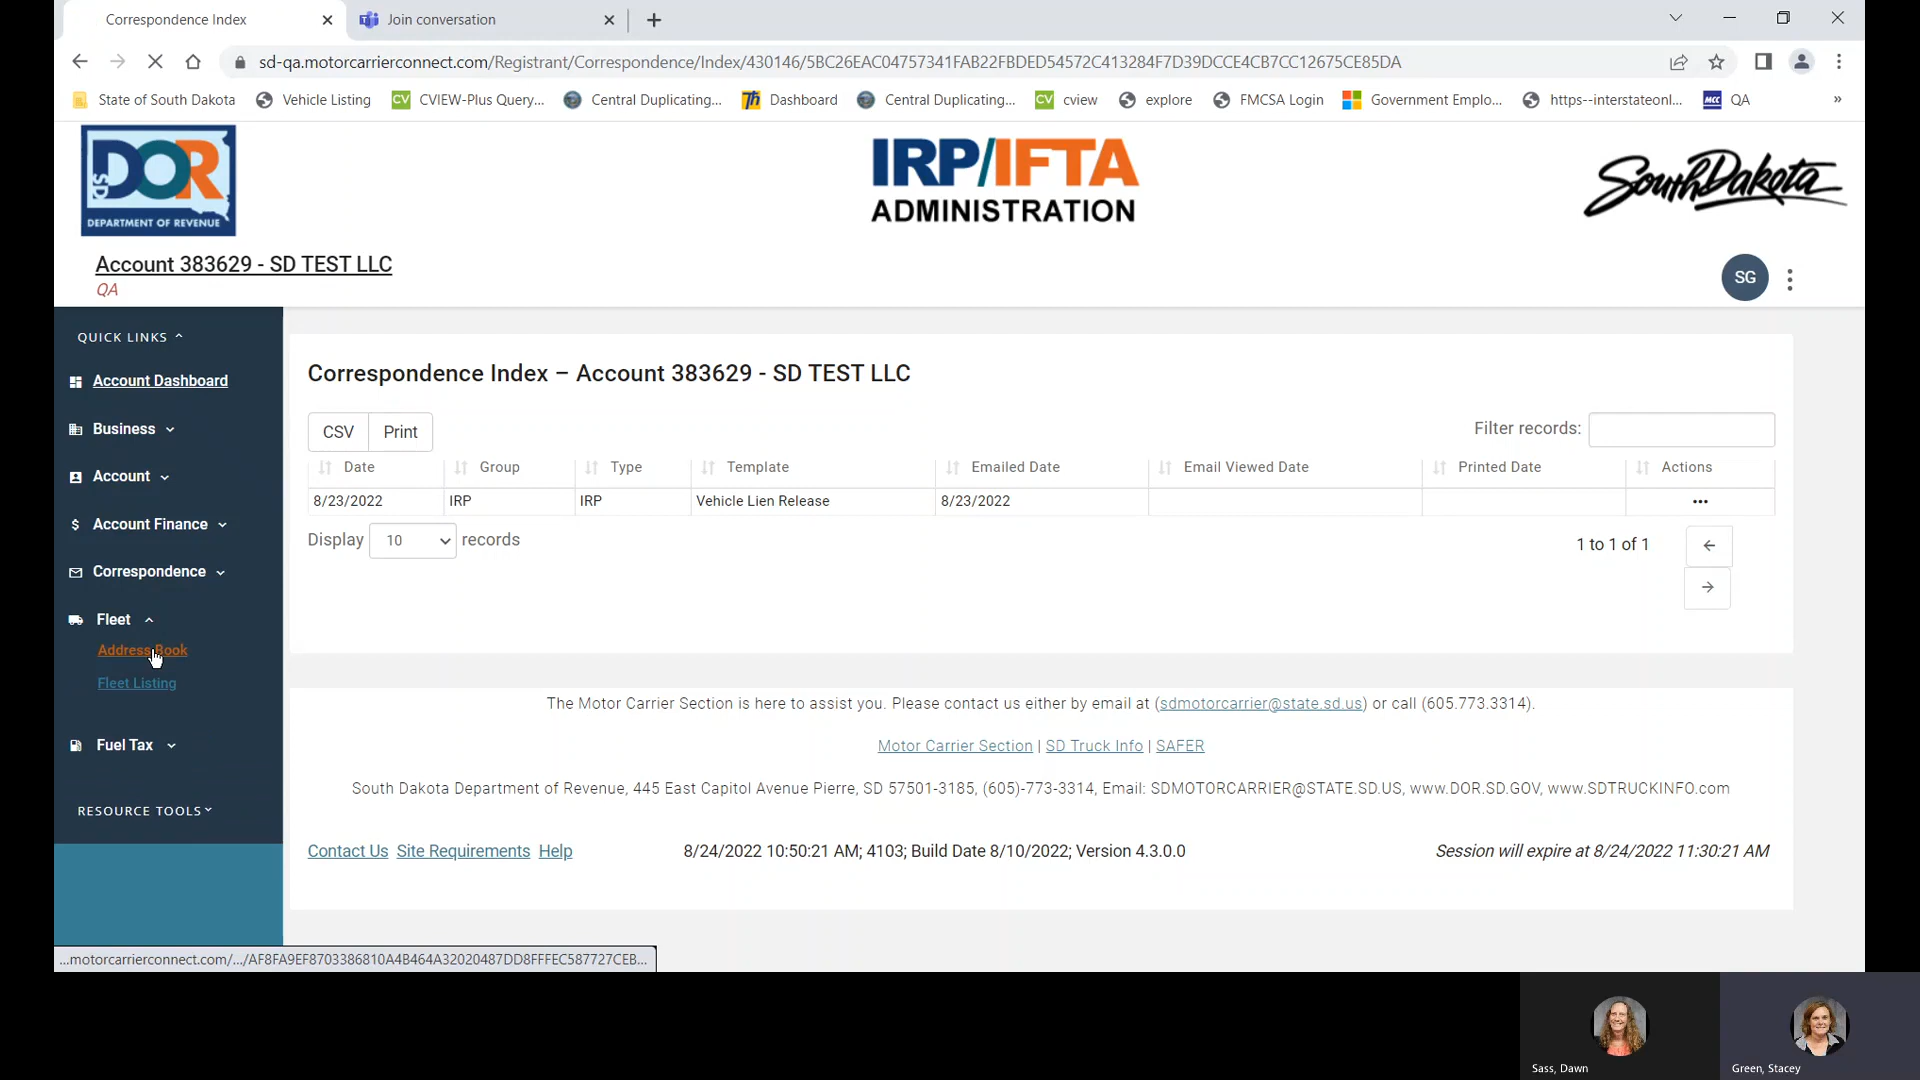 Correspondence Index
Join conversation
sd-qa.motorcarrierconnect.com/Registrant/Correspondence/Index/430146/5BC26EAC04757341FAB22FBDED54572C413284F7D39DCCE4CB7CC12675CE85DA
State of South Dakota
Vehicle Listing
CV CVIEW-Plus Query...
Central Duplicating...
Th Dashboard
Central Duplicating...
CV cview
explore
FMCSA Login
Government Emplo...
https--interstateonl...
MCC QA
»
SD DOR
DEPARTMENT OF REVENUE
IRP/IFTA
ADMINISTRATION
South Dakota
Account 383629 - SD TEST LLC
QA
SG
QUICK LINKS
Account Dashboard
Business
Account
$ Account Finance
Correspondence
Fleet
Address Book
Fleet Listing
Fuel Tax
RESOURCE TOOLS
Correspondence Index – Account 383629 - SD TEST LLC
CSV Print
Filter records:
Date Group Type Template Emailed Date Email Viewed Date Printed Date Actions
8/23/2022 IRP IRP Vehicle Lien Release 8/23/2022 •••
Display 10 records
1 to 1 of 1
The Motor Carrier Section is here to assist you. Please contact us either by email at (sdmotorcarrier@state.sd.us) or call (605.773.3314).
Motor Carrier Section | SD Truck Info | SAFER
South Dakota Department of Revenue, 445 East Capitol Avenue Pierre, SD 57501-3185, (605)-773-3314, Email: SDMOTORCARRIER@STATE.SD.US, www.DOR.SD.GOV, www.SDTRUCKINFO.com
Contact Us Site Requirements Help
8/24/2022 10:50:21 AM; 4103; Build Date 8/10/2022; Version 4.3.0.0
Session will expire at 8/24/2022 11:30:21 AM
...motorcarrierconnect.com/.../AF8FA9EF8703386810A4B464A32020487DD8FFFEC587727CEB...
Sass, Dawn
Green, Stacey